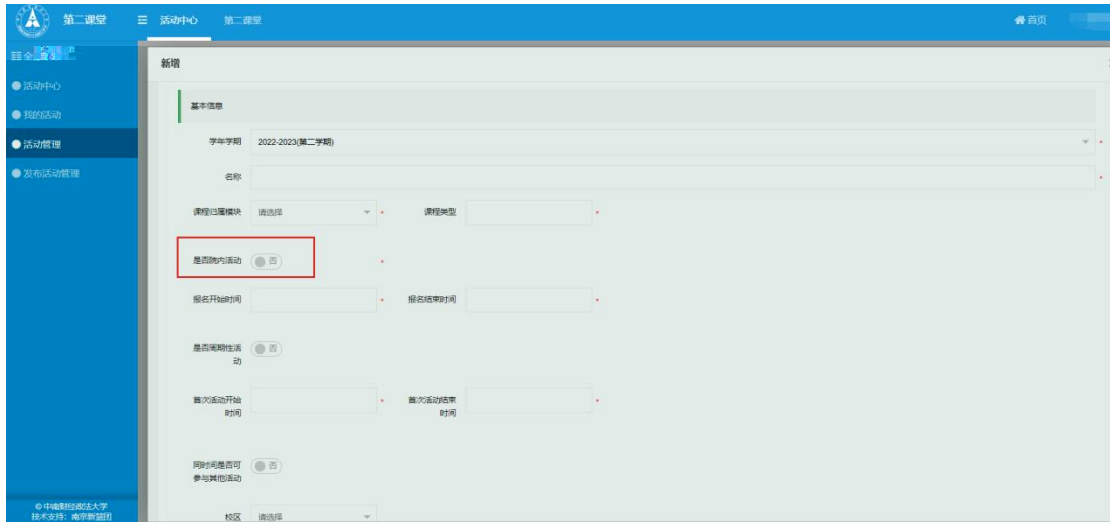 第二课堂
活动中心
第二课堂
首页
活动中心
我的活动
活动管理
发布活动管理
新增
基本信息
学年学期 2022-2023(第二学期)
*
名称
*
课程归属模块 请选择 * 课程类型 *
是否院内活动 否 *
报名开始时间 * 报名结束时间 *
是否周期性活
动
否
首次活动开始
时间
*
首次活动结束
时间
*
同时间是否可
参与其他活动
否
校区 请选择
©中南财经政法大学
技术支持：南京新蓝团